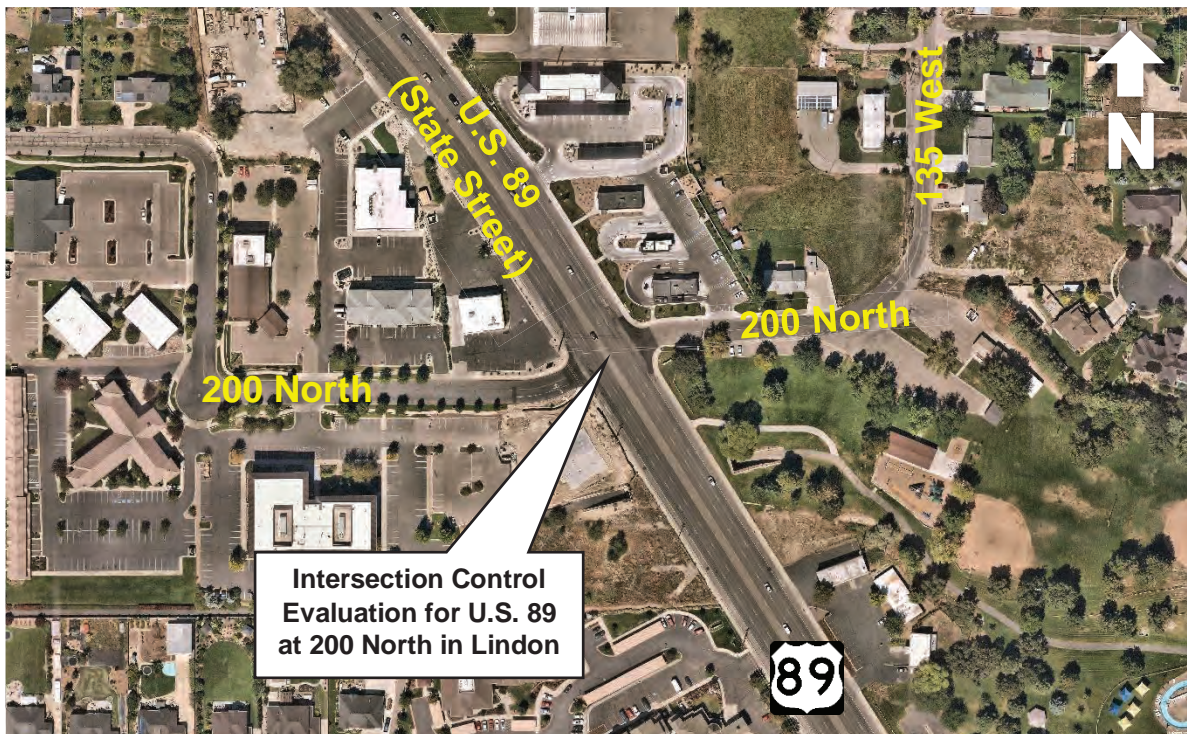 U.S. 89
(State Street)
135 West
N
200 North
200 North
Intersection Control
Evaluation for U.S. 89
at 200 North in Lindon
89